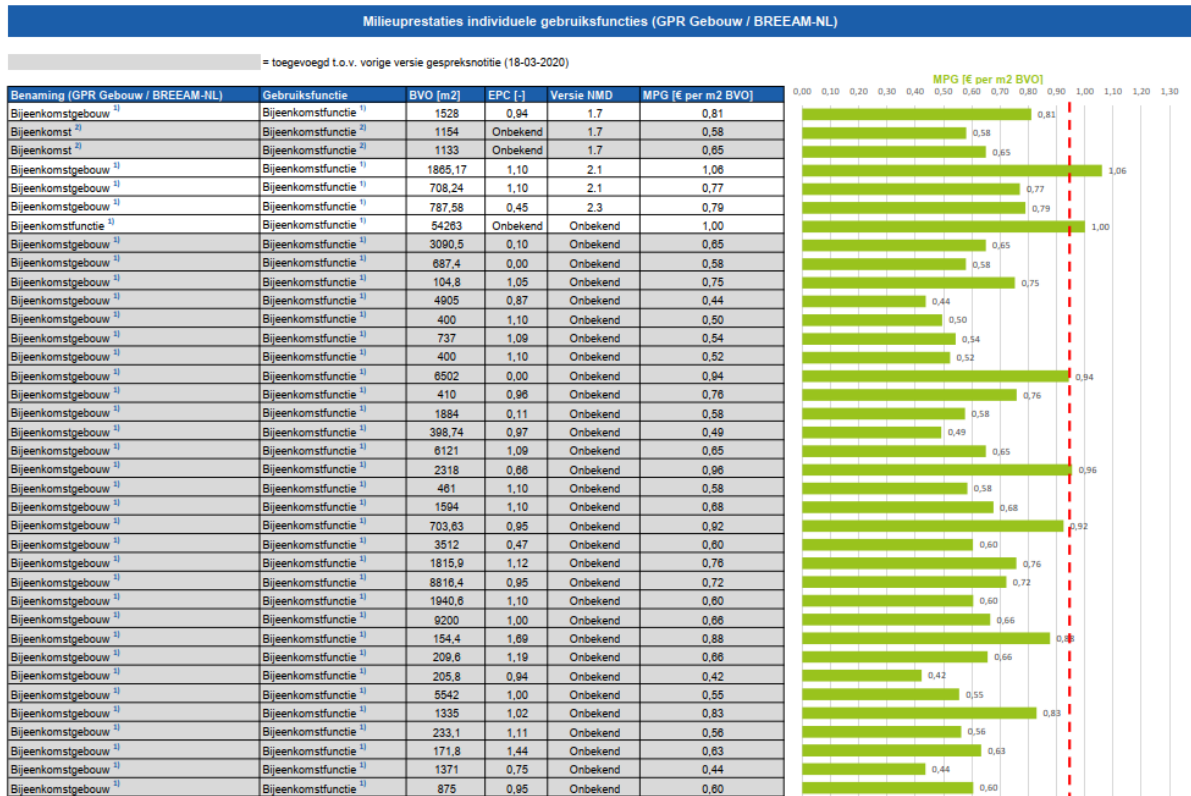 Milieuprestaties individuele gebruiksfuncties (GPR Gebouw / BREEAM-NL)
= toegevoegd t.o.v. vorige versie gespreksnotitie (18-03-2020)
MPG [€ per m2 BVO]
Benaming (GPR Gebouw / BREEAM-NL) Gebruiksfunctie BVO [m2] EPC [-] Versie NMD MPG [€ per m2 BVO] 0,00 0,10 0,20 0,30 0,40 0,50 0,60 0,70 0,80 0,90 1,00 1,10 1,20 1,30
Bijeenkomstgebouw 1) Bijeenkomstfunctie 1) 1528 0,94 1.7 0,81 0,81
Bijeenkomst 2) Bijeenkomstfunctie 2) 1154 Onbekend 1.7 0,58 0,58
Bijeenkomst 2) Bijeenkomstfunctie 2) 1133 Onbekend 1.7 0,65 0,65
Bijeenkomstgebouw 1) Bijeenkomstfunctie 1) 1865,17 1,10 2.1 1,06 1,06
Bijeenkomstgebouw 1) Bijeenkomstfunctie 1) 708,24 1,10 2.1 0,77 0,77
Bijeenkomstgebouw 1) Bijeenkomstfunctie 1) 787,58 0,45 2.3 0,79 0,79
Bijeenkomstfunctie 1) Bijeenkomstfunctie 1) 54263 Onbekend Onbekend 1,00 1,00
Bijeenkomstgebouw 1) Bijeenkomstfunctie 1) 3090,5 0,10 Onbekend 0,65 0,65
Bijeenkomstgebouw 1) Bijeenkomstfunctie 1) 687,4 0,00 Onbekend 0,58 0,58
Bijeenkomstgebouw 1) Bijeenkomstfunctie 1) 104,8 1,05 Onbekend 0,75 0,75
Bijeenkomstgebouw 1) Bijeenkomstfunctie 1) 4905 0,87 Onbekend 0,44 0,44
Bijeenkomstgebouw 1) Bijeenkomstfunctie 1) 400 1,10 Onbekend 0,50 0,50
Bijeenkomstgebouw 1) Bijeenkomstfunctie 1) 737 1,09 Onbekend 0,54 0,54
Bijeenkomstgebouw 1) Bijeenkomstfunctie 1) 400 1,10 Onbekend 0,52 0,52
Bijeenkomstgebouw 1) Bijeenkomstfunctie 1) 6502 0,00 Onbekend 0,94 0,94
Bijeenkomstgebouw 1) Bijeenkomstfunctie 1) 410 0,96 Onbekend 0,76 0,76
Bijeenkomstgebouw 1) Bijeenkomstfunctie 1) 1884 0,11 Onbekend 0,58 0,58
Bijeenkomstgebouw 1) Bijeenkomstfunctie 1) 398,74 0,97 Onbekend 0,49 0,49
Bijeenkomstgebouw 1) Bijeenkomstfunctie 1) 6121 1,09 Onbekend 0,65 0,65
Bijeenkomstgebouw 1) Bijeenkomstfunctie 1) 2318 0,66 Onbekend 0,96 0,96
Bijeenkomstgebouw 1) Bijeenkomstfunctie 1) 461 1,10 Onbekend 0,58 0,58
Bijeenkomstgebouw 1) Bijeenkomstfunctie 1) 1594 1,10 Onbekend 0,68 0,68
Bijeenkomstgebouw 1) Bijeenkomstfunctie 1) 703,63 0,95 Onbekend 0,92 0,92
Bijeenkomstgebouw 1) Bijeenkomstfunctie 1) 3512 0,47 Onbekend 0,60 0,60
Bijeenkomstgebouw 1) Bijeenkomstfunctie 1) 1815,9 1,12 Onbekend 0,76 0,76
Bijeenkomstgebouw 1) Bijeenkomstfunctie 1) 8816,4 0,95 Onbekend 0,72 0,72
Bijeenkomstgebouw 1) Bijeenkomstfunctie 1) 1940,6 1,10 Onbekend 0,60 0,60
Bijeenkomstgebouw 1) Bijeenkomstfunctie 1) 9200 1,00 Onbekend 0,66 0,66
Bijeenkomstgebouw 1) Bijeenkomstfunctie 1) 154,4 1,69 Onbekend 0,88 0,88
Bijeenkomstgebouw 1) Bijeenkomstfunctie 1) 209,6 1,19 Onbekend 0,66 0,66
Bijeenkomstgebouw 1) Bijeenkomstfunctie 1) 205,8 0,94 Onbekend 0,42 0,42
Bijeenkomstgebouw 1) Bijeenkomstfunctie 1) 5542 1,00 Onbekend 0,55 0,55
Bijeenkomstgebouw 1) Bijeenkomstfunctie 1) 1335 1,02 Onbekend 0,83 0,83
Bijeenkomstgebouw 1) Bijeenkomstfunctie 1) 233,1 1,11 Onbekend 0,56 0,56
Bijeenkomstgebouw 1) Bijeenkomstfunctie 1) 171,8 1,44 Onbekend 0,63 0,63
Bijeenkomstgebouw 1) Bijeenkomstfunctie 1) 1371 0,75 Onbekend 0,44 0,44
Bijeenkomstgebouw 1) Bijeenkomstfunctie 1) 875 0,95 Onbekend 0,60 0,60